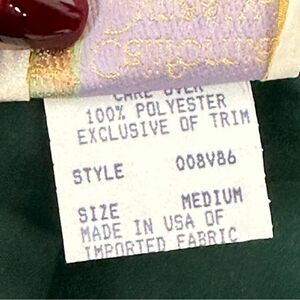 CARE OVER
100% POLYESTER
EXCLUSIVE OF TRIM
STYLE 008V86
SIZE MEDIUM
MADE IN USA OF
IMPORTED FABRIC